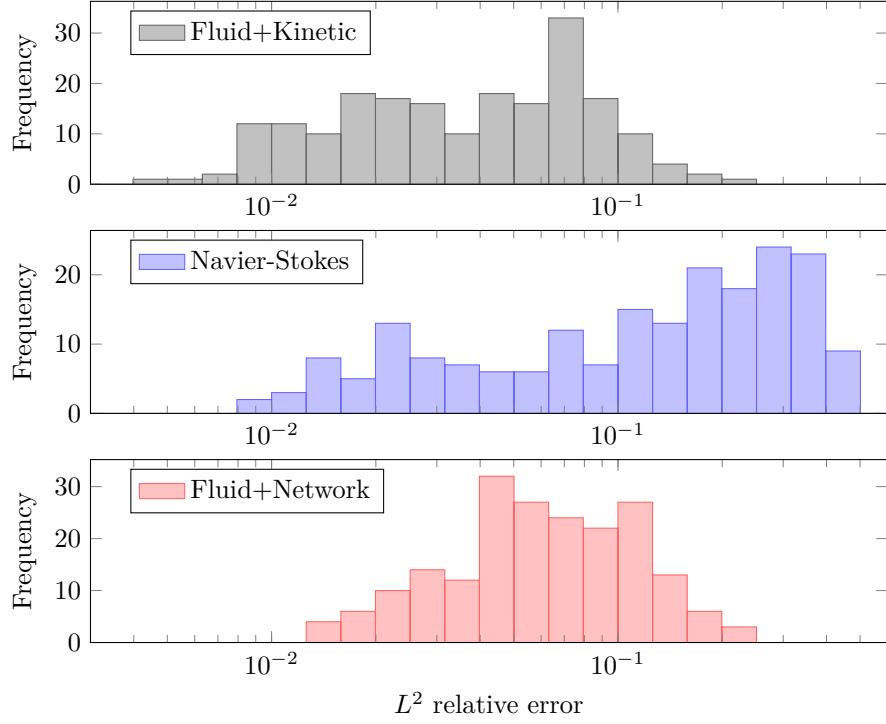 Frequency
30
20
10
0
Fluid+Kinetic
10⁻² 10⁻¹
Frequency
20
10
0
Navier-Stokes
10⁻² 10⁻¹
Frequency
30
20
10
0
Fluid+Network
10⁻² 10⁻¹
L² relative error